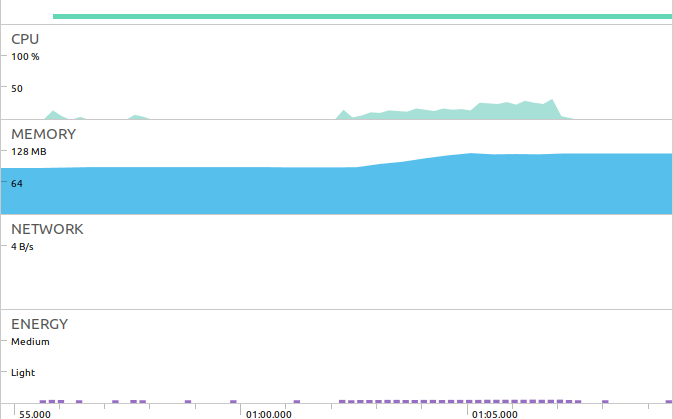 CPU
100 %
50
MEMORY
128 MB
64
NETWORK
4 B/s
ENERGY
Medium
Light
55.000 01:00.000 01:05.000